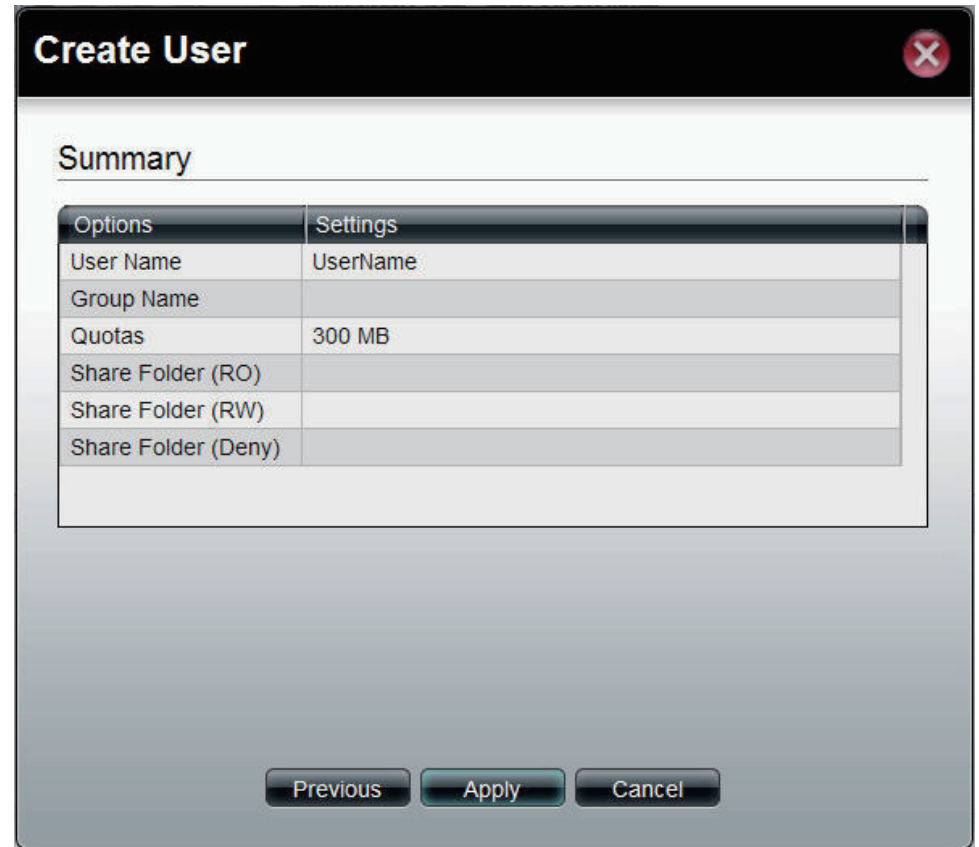 Create User
Summary
Options Settings
User Name UserName
Group Name
Quotas 300 MB
Share Folder (RO)
Share Folder (RW)
Share Folder (Deny)
Previous Apply Cancel